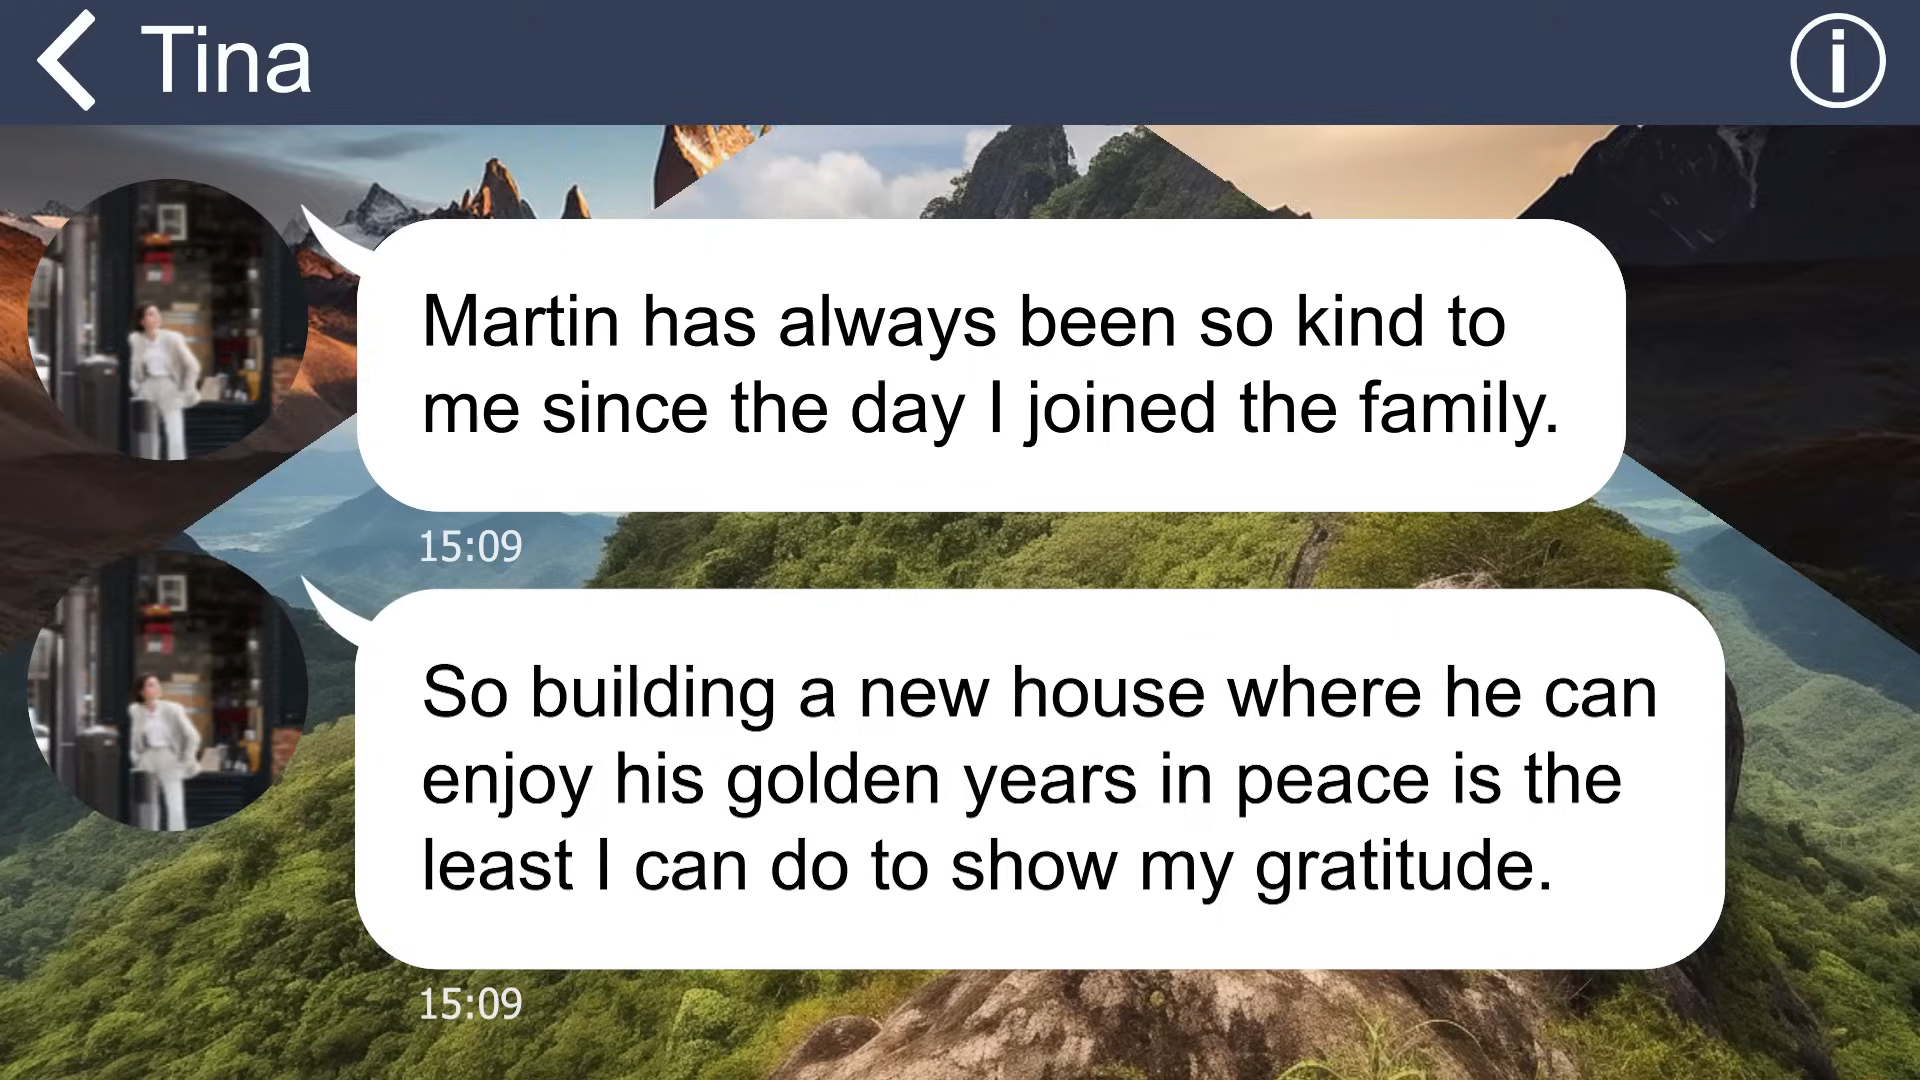 Tina
Martin has always been so kind to
me since the day I joined the family.
15:09
So building a new house where he can
enjoy his golden years in peace is the
least I can do to show my gratitude.
15:09